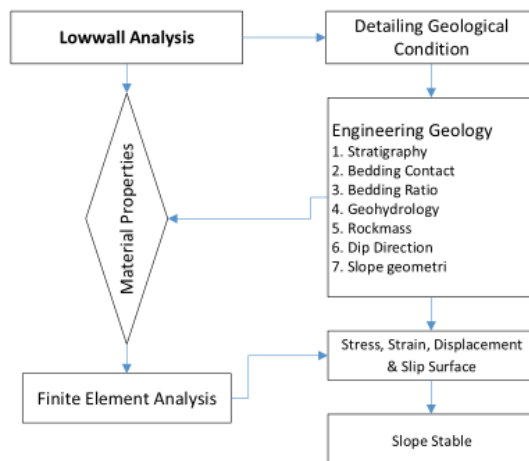 Lowwall Analysis
Detailing Geological
Condition
Engineering Geology
1. Stratigraphy
2. Bedding Contact
3. Bedding Ratio
4. Geohydrology
5. Rockmass
6. Dip Direction
7. Slope geometri
Material Properties
Stress, Strain, Displacement
& Slip Surface
Finite Element Analysis
Slope Stable